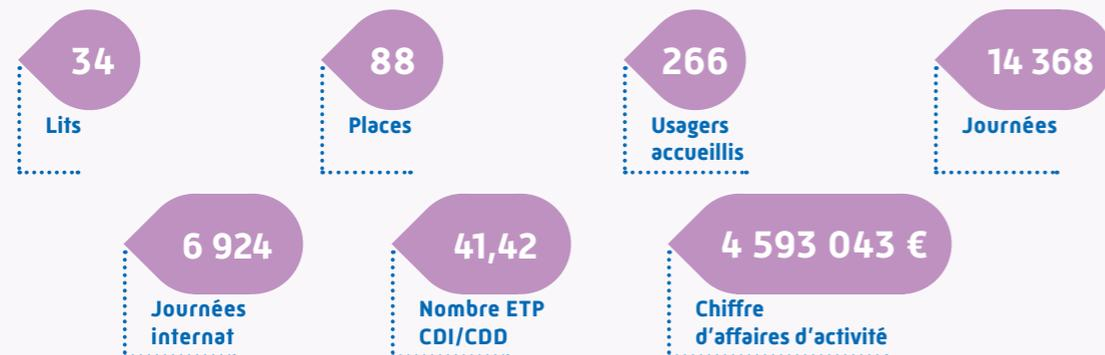 34
Lits
88
Places
266
Usagers
accueillis
14 368
Journées
6 924
Journées
internat
41,42
Nombre ETP
CDI/CDD
4 593 043 €
Chiffre
d'affaires d'activité